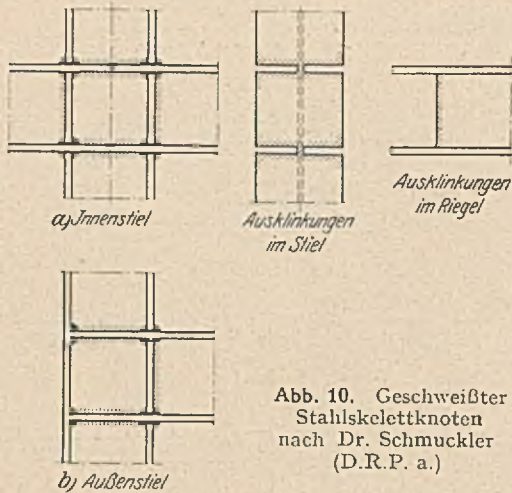 a) Innenstiel
Ausklinkungen
im Stiel
Ausklinkungen
im Riegel
b) Außenstiel
Abb. 10. Geschweißter
Stahlskelettknoten
nach Dr. Schmuckler
(D.R.P. a.)